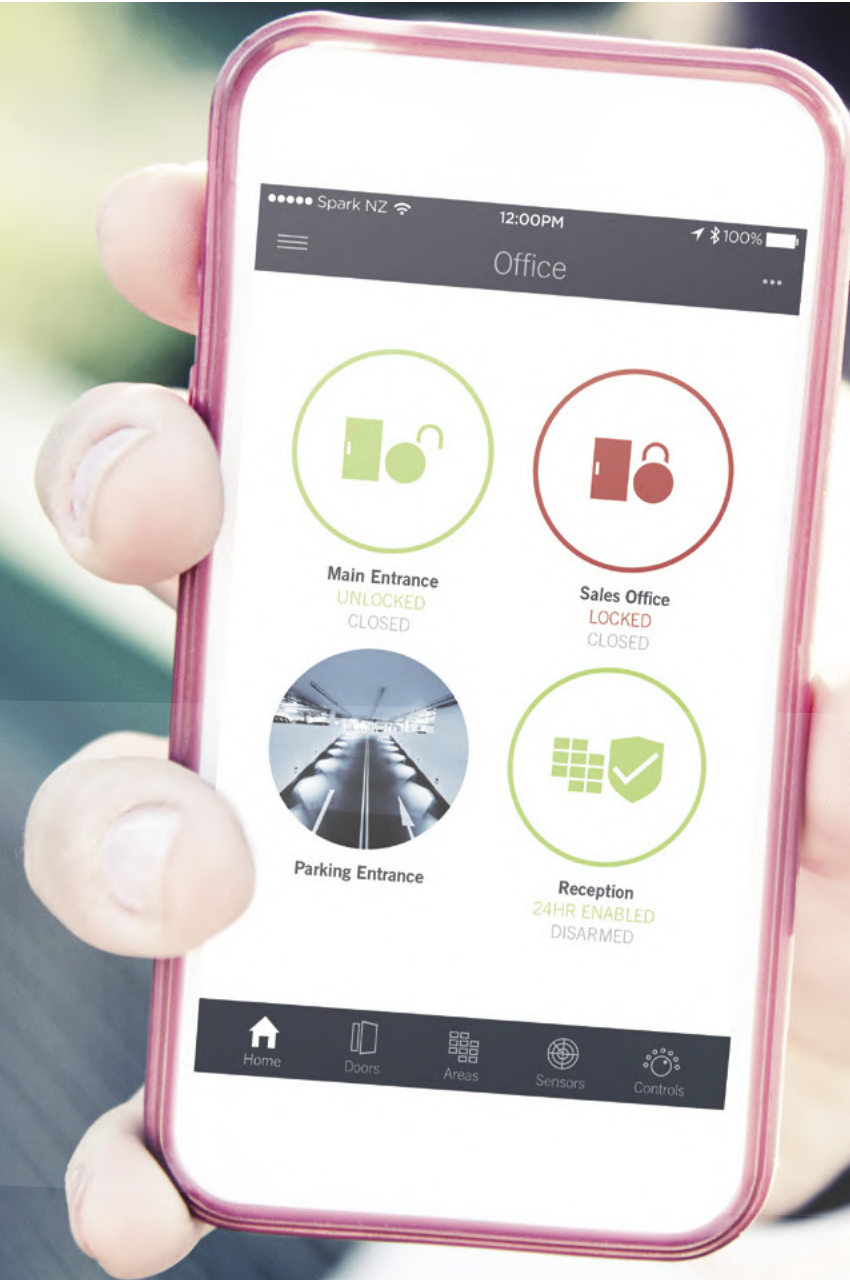 Spark NZ
12:00PM
100%
Office
Main Entrance
UNLOCKED
CLOSED
Sales Office
LOCKED
CLOSED
Parking Entrance
Reception
24HR ENABLED
DISARMED
Home
Doors
Areas
Sensors
Controls